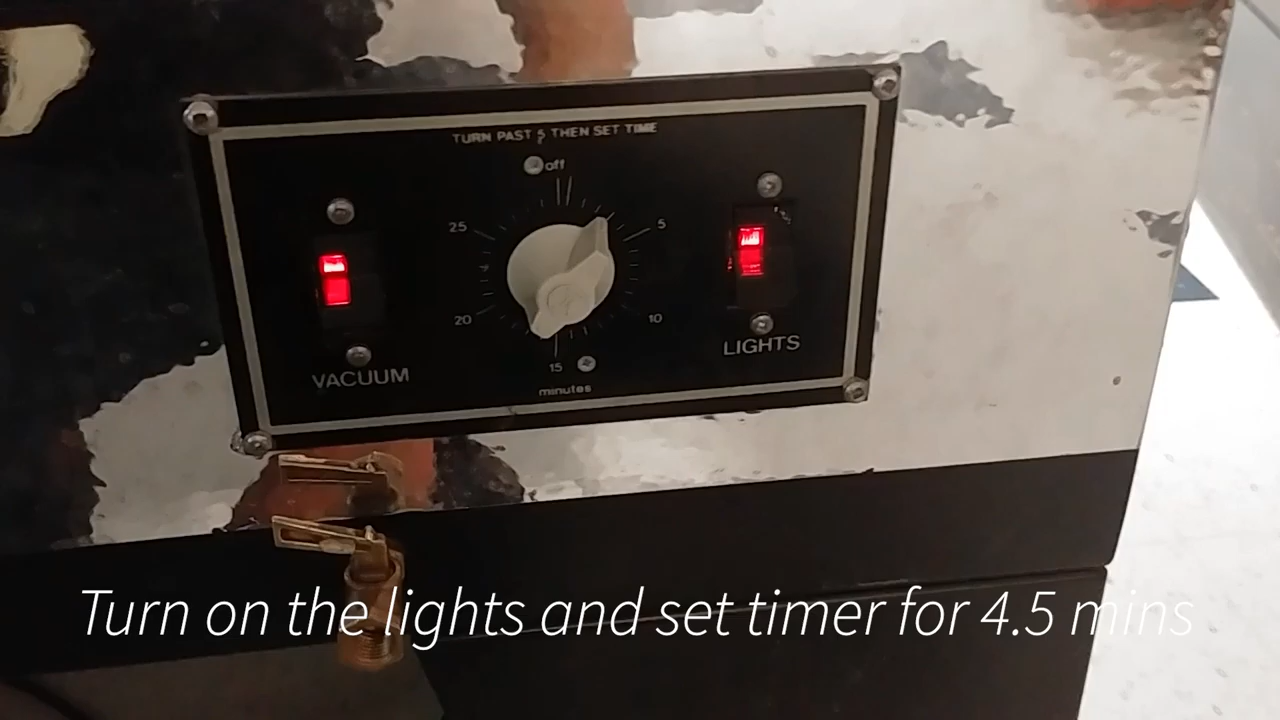 TURN PAST 5 THEN SET TIME
off
25
5
20
10
15
minutes
VACUUM
LIGHTS
Turn on the lights and set timer for 4.5 mins